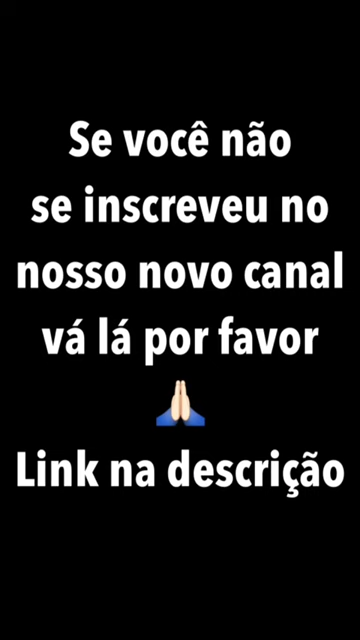 Se você não
se inscreveu no
nosso novo canal
vá lá por favor
🙏🏻
Link na descrição